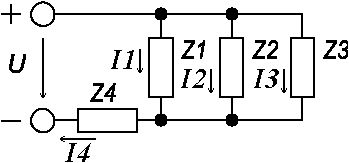 +
I1 Z1 Z2 Z3
U I2 I3
Z4
−
I4